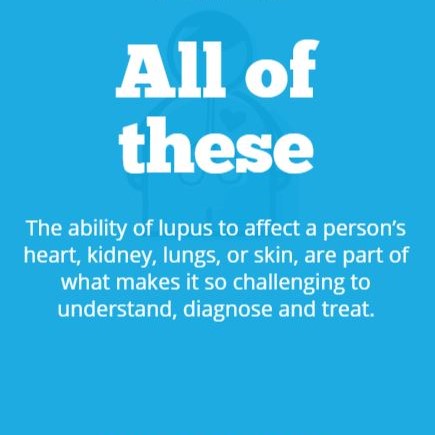 All of
these
The ability of lupus to affect a person's
heart, kidney, lungs, or skin, are part of
what makes it so challenging to
understand, diagnose and treat.